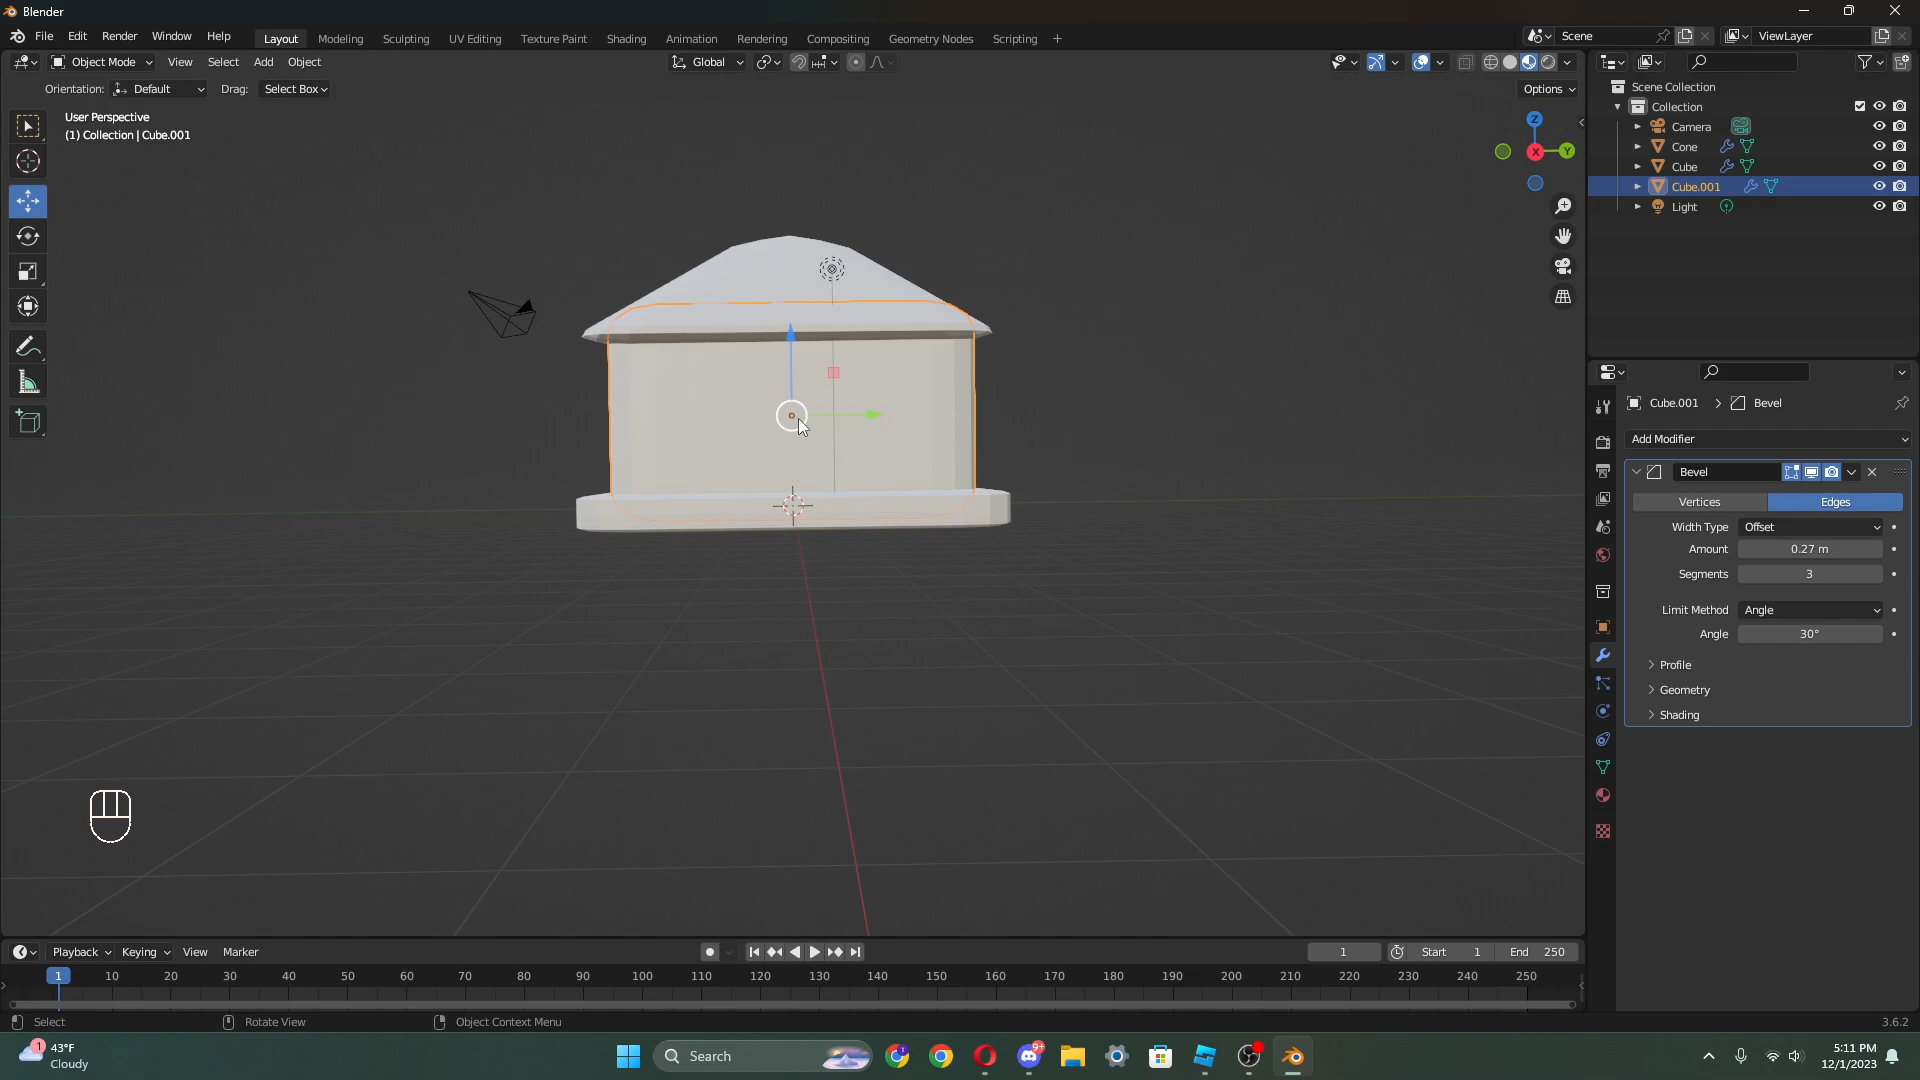 Blender
File Edit Render Window Help Layout Modeling Sculpting UV Editing Texture Paint Shading Animation Rendering Compositing Geometry Nodes Scripting +
Scene
ViewLayer
Object Mode View Select Add Object
Global
Orientation: Default Drag: Select Box
Options
User Perspective
(1) Collection | Cube.001
Z
X
Y
Scene Collection
Collection
Camera
Cone
Cube
Cube.001
Light
Cube.001 > Bevel
Add Modifier
Bevel
Vertices Edges
Width Type Offset
Amount 0.27 m
Segments 3
Limit Method Angle
Angle 30°
Profile
Geometry
Shading
Playback Keying View Marker
1 Start 1 End 250
1 10 20 30 40 50 60 70 80 90 100 110 120 130 140 150 160 170 180 190 200 210 220 230 240 250
Select Rotate View Object Context Menu 3.6.2
1
43°F
Cloudy
Search
1
9+
5:11 PM
12/1/2023